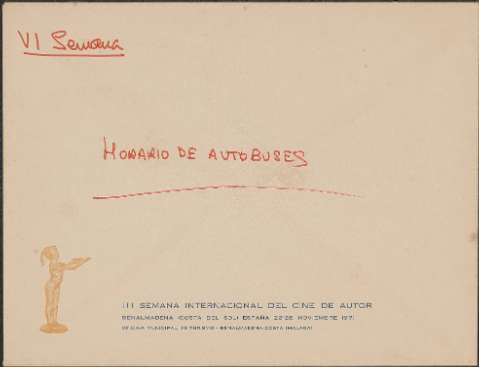 VI Semana
HORARIO DE AUTOBUSES
III SEMANA INTERNACIONAL DEL CINE DE AUTOR
BENALMADENA (COSTA DEL SOL) ESPAÑA NOVIEMBRE
OFICINA MUNICIPAL DE TURISMO - BENALMADENA COSTA (MALAGA)